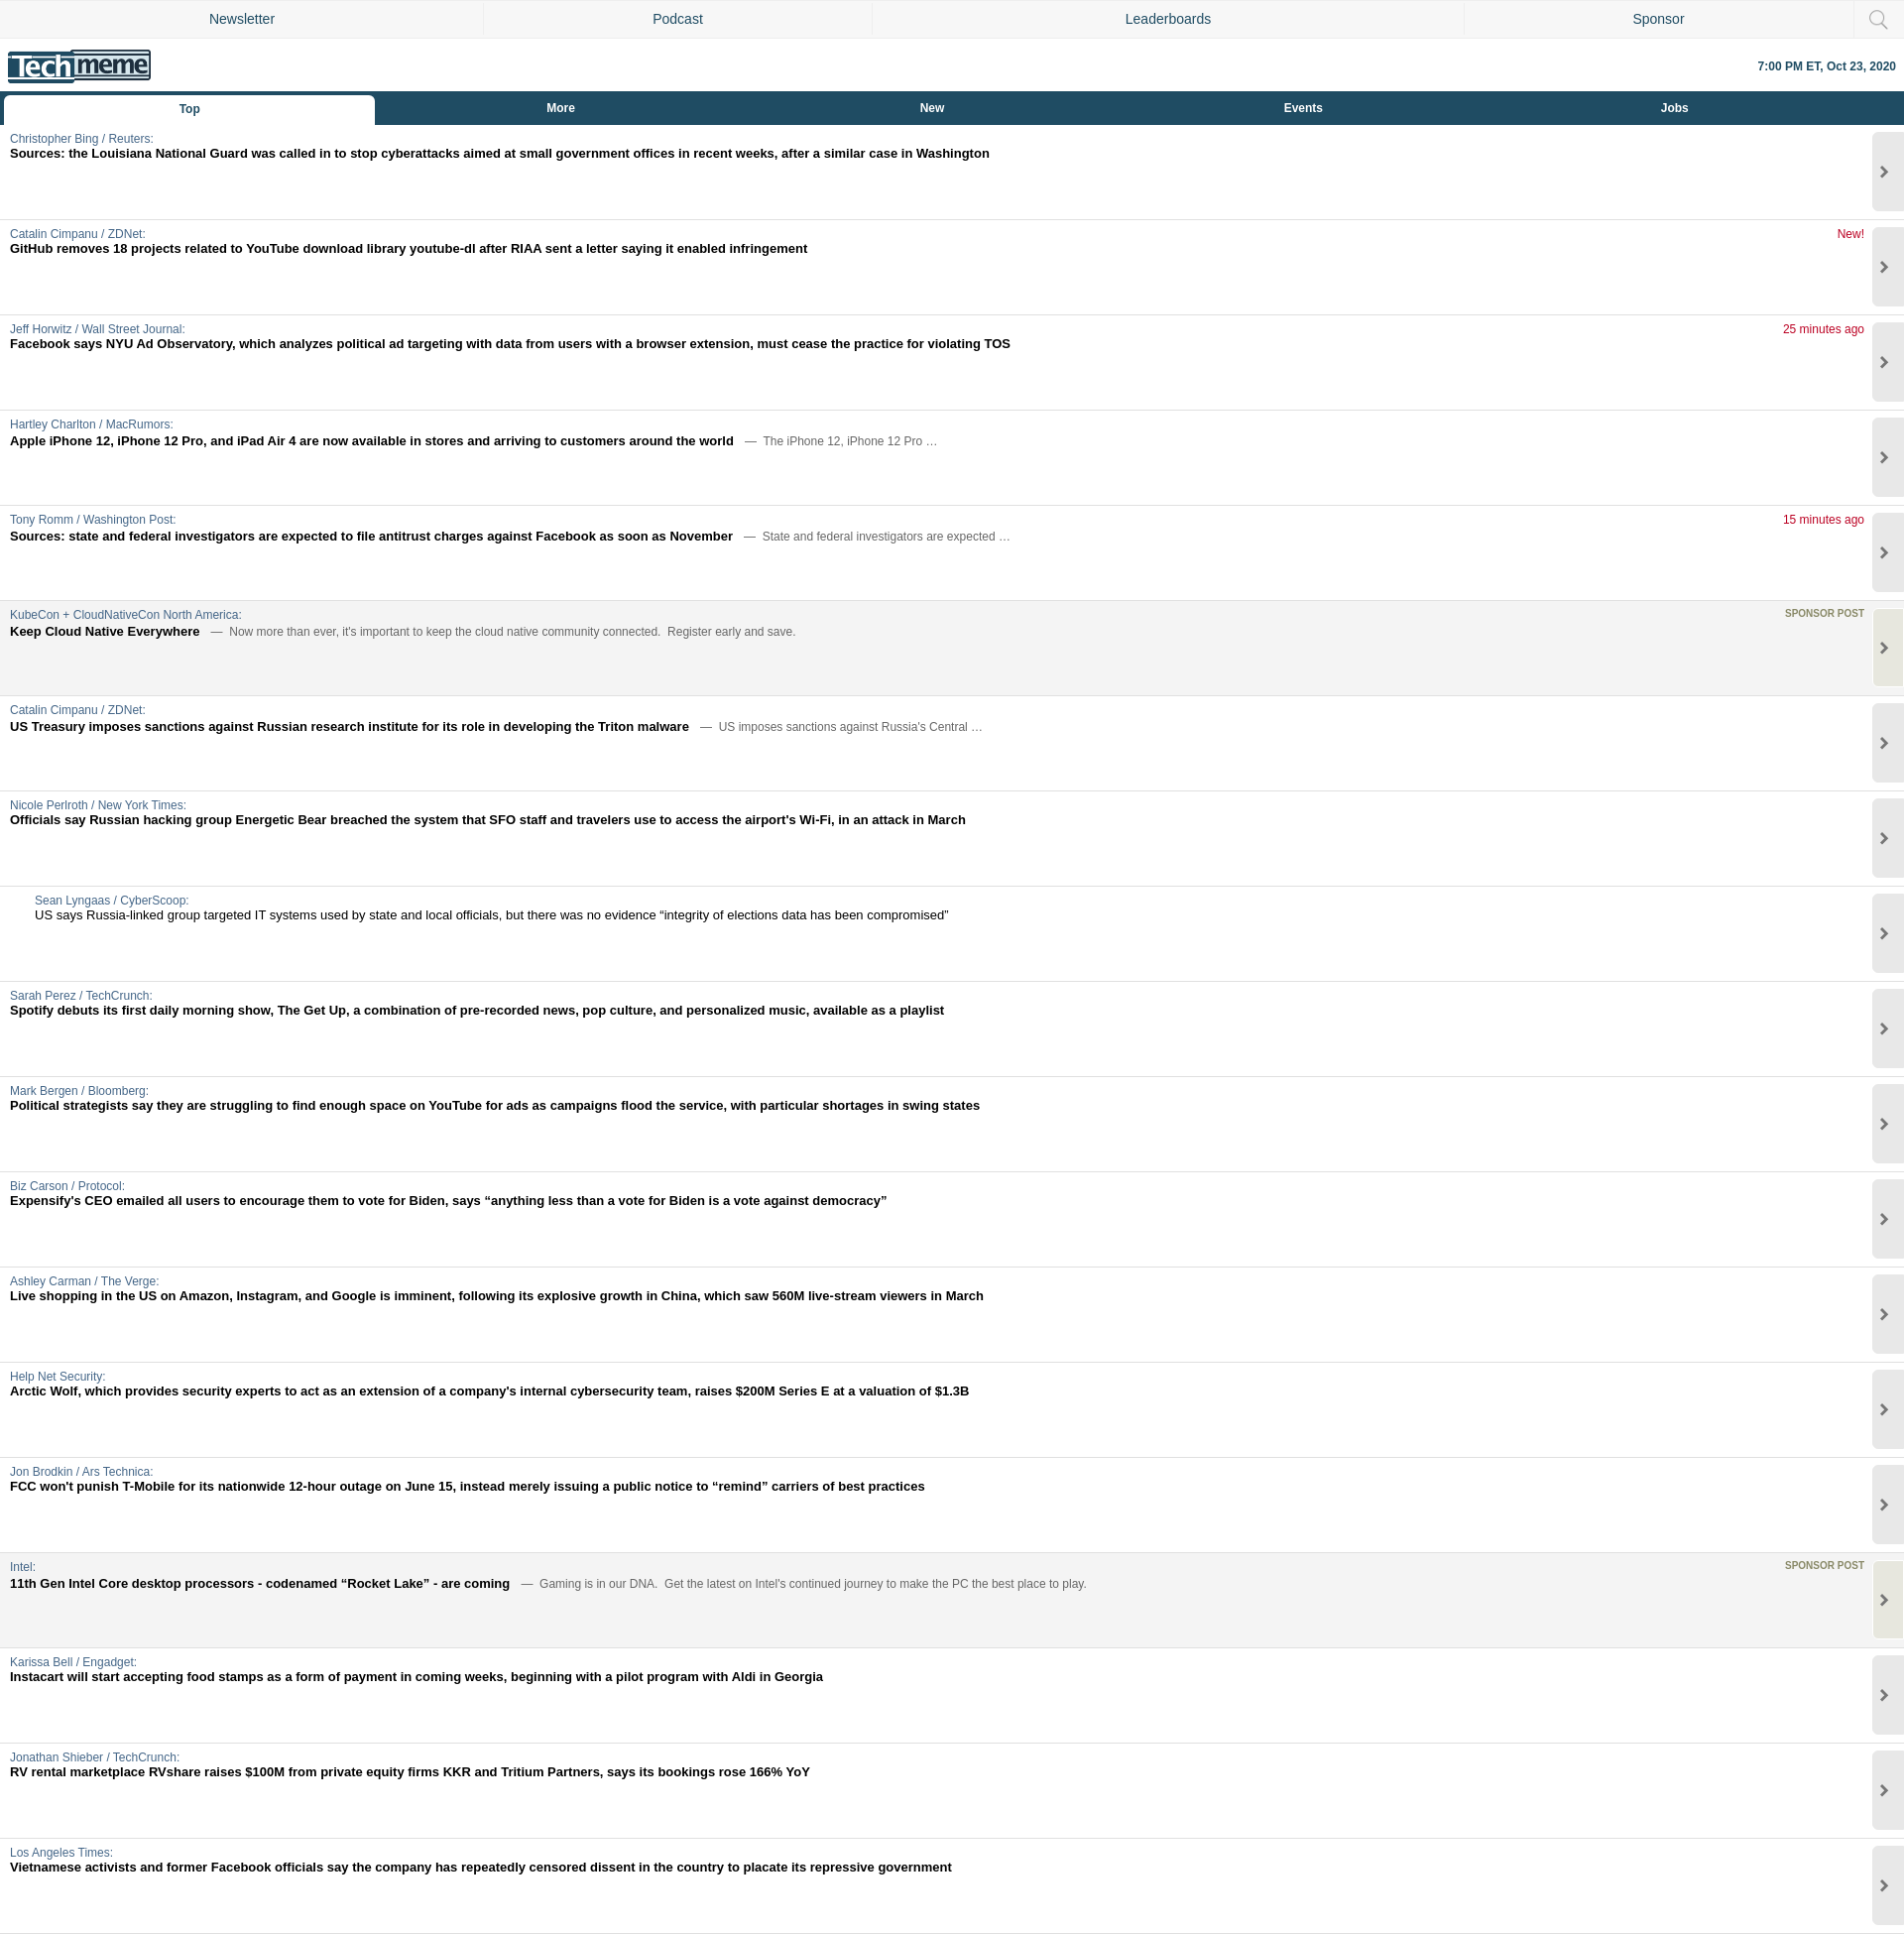 Newsletter
Podcast
Leaderboards
Sponsor
Techmeme
7:00 PM ET, Oct 23, 2020
Top
More
New
Events
Jobs
Christopher Bing / Reuters:
Sources: the Louisiana National Guard was called in to stop cyberattacks aimed at small government offices in recent weeks, after a similar case in Washington
Catalin Cimpanu / ZDNet:
New!
GitHub removes 18 projects related to YouTube download library youtube-dl after RIAA sent a letter saying it enabled infringement
Jeff Horwitz / Wall Street Journal:
25 minutes ago
Facebook says NYU Ad Observatory, which analyzes political ad targeting with data from users with a browser extension, must cease the practice for violating TOS
Hartley Charlton / MacRumors:
Apple iPhone 12, iPhone 12 Pro, and iPad Air 4 are now available in stores and arriving to customers around the world — The iPhone 12, iPhone 12 Pro …
Tony Romm / Washington Post:
15 minutes ago
Sources: state and federal investigators are expected to file antitrust charges against Facebook as soon as November — State and federal investigators are expected …
KubeCon + CloudNativeCon North America:
SPONSOR POST
Keep Cloud Native Everywhere — Now more than ever, it's important to keep the cloud native community connected. Register early and save.
Catalin Cimpanu / ZDNet:
US Treasury imposes sanctions against Russian research institute for its role in developing the Triton malware — US imposes sanctions against Russia's Central …
Nicole Perlroth / New York Times:
Officials say Russian hacking group Energetic Bear breached the system that SFO staff and travelers use to access the airport's Wi-Fi, in an attack in March
Sean Lyngaas / CyberScoop:
US says Russia-linked group targeted IT systems used by state and local officials, but there was no evidence “integrity of elections data has been compromised”
Sarah Perez / TechCrunch:
Spotify debuts its first daily morning show, The Get Up, a combination of pre-recorded news, pop culture, and personalized music, available as a playlist
Mark Bergen / Bloomberg:
Political strategists say they are struggling to find enough space on YouTube for ads as campaigns flood the service, with particular shortages in swing states
Biz Carson / Protocol:
Expensify's CEO emailed all users to encourage them to vote for Biden, says “anything less than a vote for Biden is a vote against democracy”
Ashley Carman / The Verge:
Live shopping in the US on Amazon, Instagram, and Google is imminent, following its explosive growth in China, which saw 560M live-stream viewers in March
Help Net Security:
Arctic Wolf, which provides security experts to act as an extension of a company's internal cybersecurity team, raises $200M Series E at a valuation of $1.3B
Jon Brodkin / Ars Technica:
FCC won't punish T-Mobile for its nationwide 12-hour outage on June 15, instead merely issuing a public notice to “remind” carriers of best practices
Intel:
SPONSOR POST
11th Gen Intel Core desktop processors - codenamed “Rocket Lake” - are coming — Gaming is in our DNA. Get the latest on Intel's continued journey to make the PC the best place to play.
Karissa Bell / Engadget:
Instacart will start accepting food stamps as a form of payment in coming weeks, beginning with a pilot program with Aldi in Georgia
Jonathan Shieber / TechCrunch:
RV rental marketplace RVshare raises $100M from private equity firms KKR and Tritium Partners, says its bookings rose 166% YoY
Los Angeles Times:
Vietnamese activists and former Facebook officials say the company has repeatedly censored dissent in the country to placate its repressive government